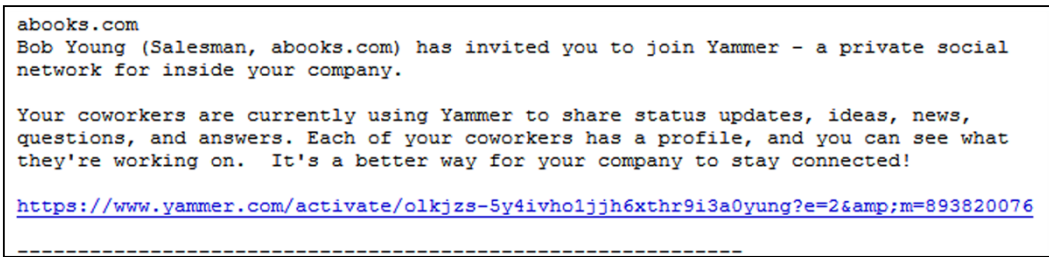 abooks.com
Bob Young (Salesman, abooks.com) has invited you to join Yammer - a private social
network for inside your company.
Your coworkers are currently using Yammer to share status updates, ideas, news,
questions, and answers. Each of your coworkers has a profile, and you can see what
they're working on.  It's a better way for your company to stay connected!
https://www.yammer.com/activate/olkjzs-5y4ivho1jjh6xthr9i3a0yung?e=2&amp;m=893820076
--------------------------------------------------------------